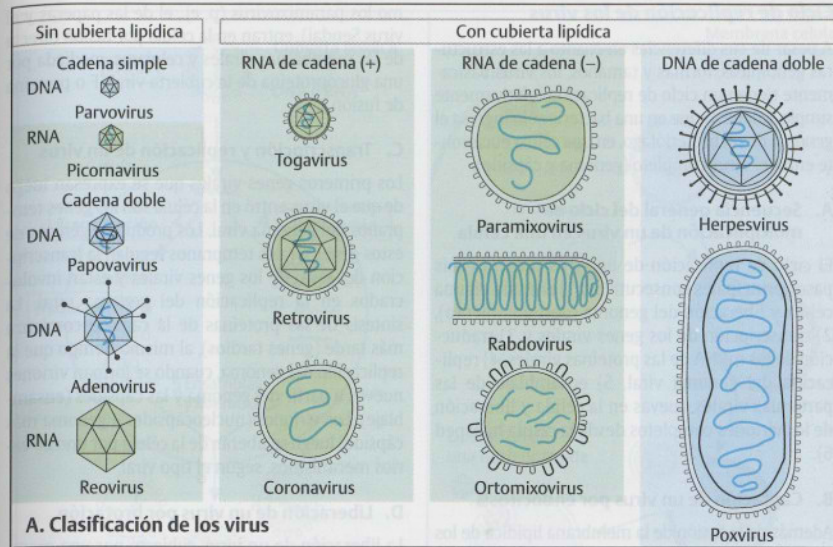 Sin cubierta lipídica
Cadena simple
DNA
Parvovirus
RNA
Picornavirus
Cadena doble
DNA
Papovavirus
DNA
Adenovirus
RNA
Reovirus
Con cubierta lipídica
RNA de cadena (+)
Togavirus
Retrovirus
Coronavirus
RNA de cadena (–)
Paramixovirus
Rabdovirus
Ortomixovirus
DNA de cadena doble
Herpesvirus
Poxvirus
A. Clasificación de los virus